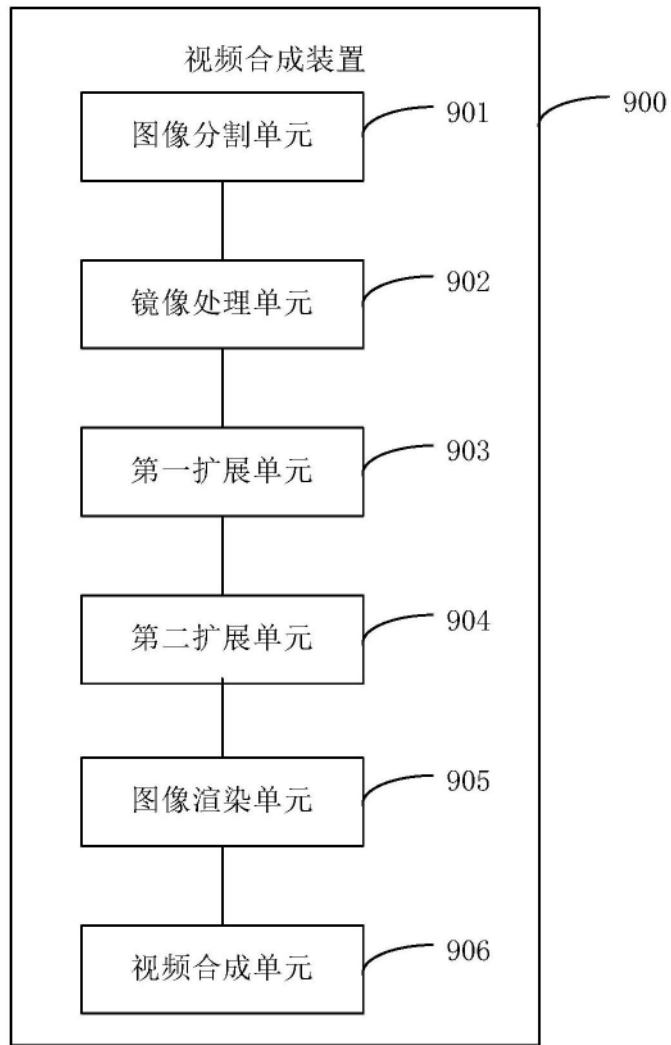 视频合成装置
900
图像分割单元
901
镜像处理单元
902
第一扩展单元
903
第二扩展单元
904
图像渲染单元
905
视频合成单元
906